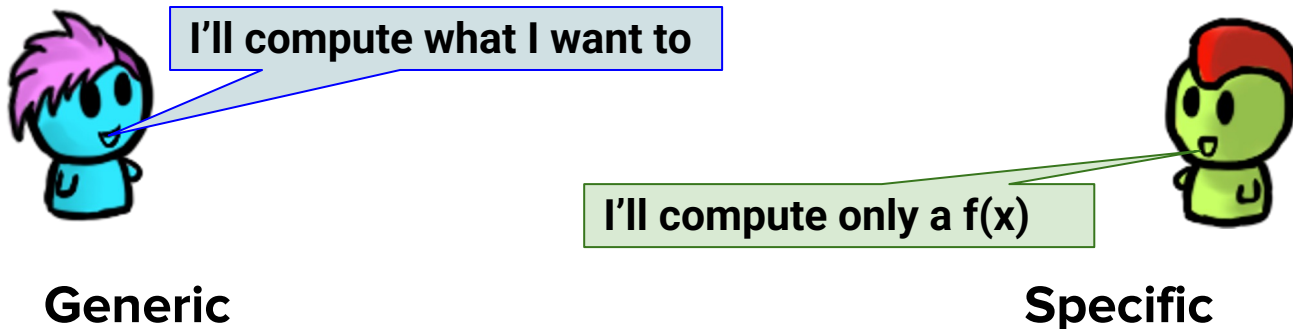 I’ll compute what I want to
I’ll compute only a f(x)
Generic
Specific